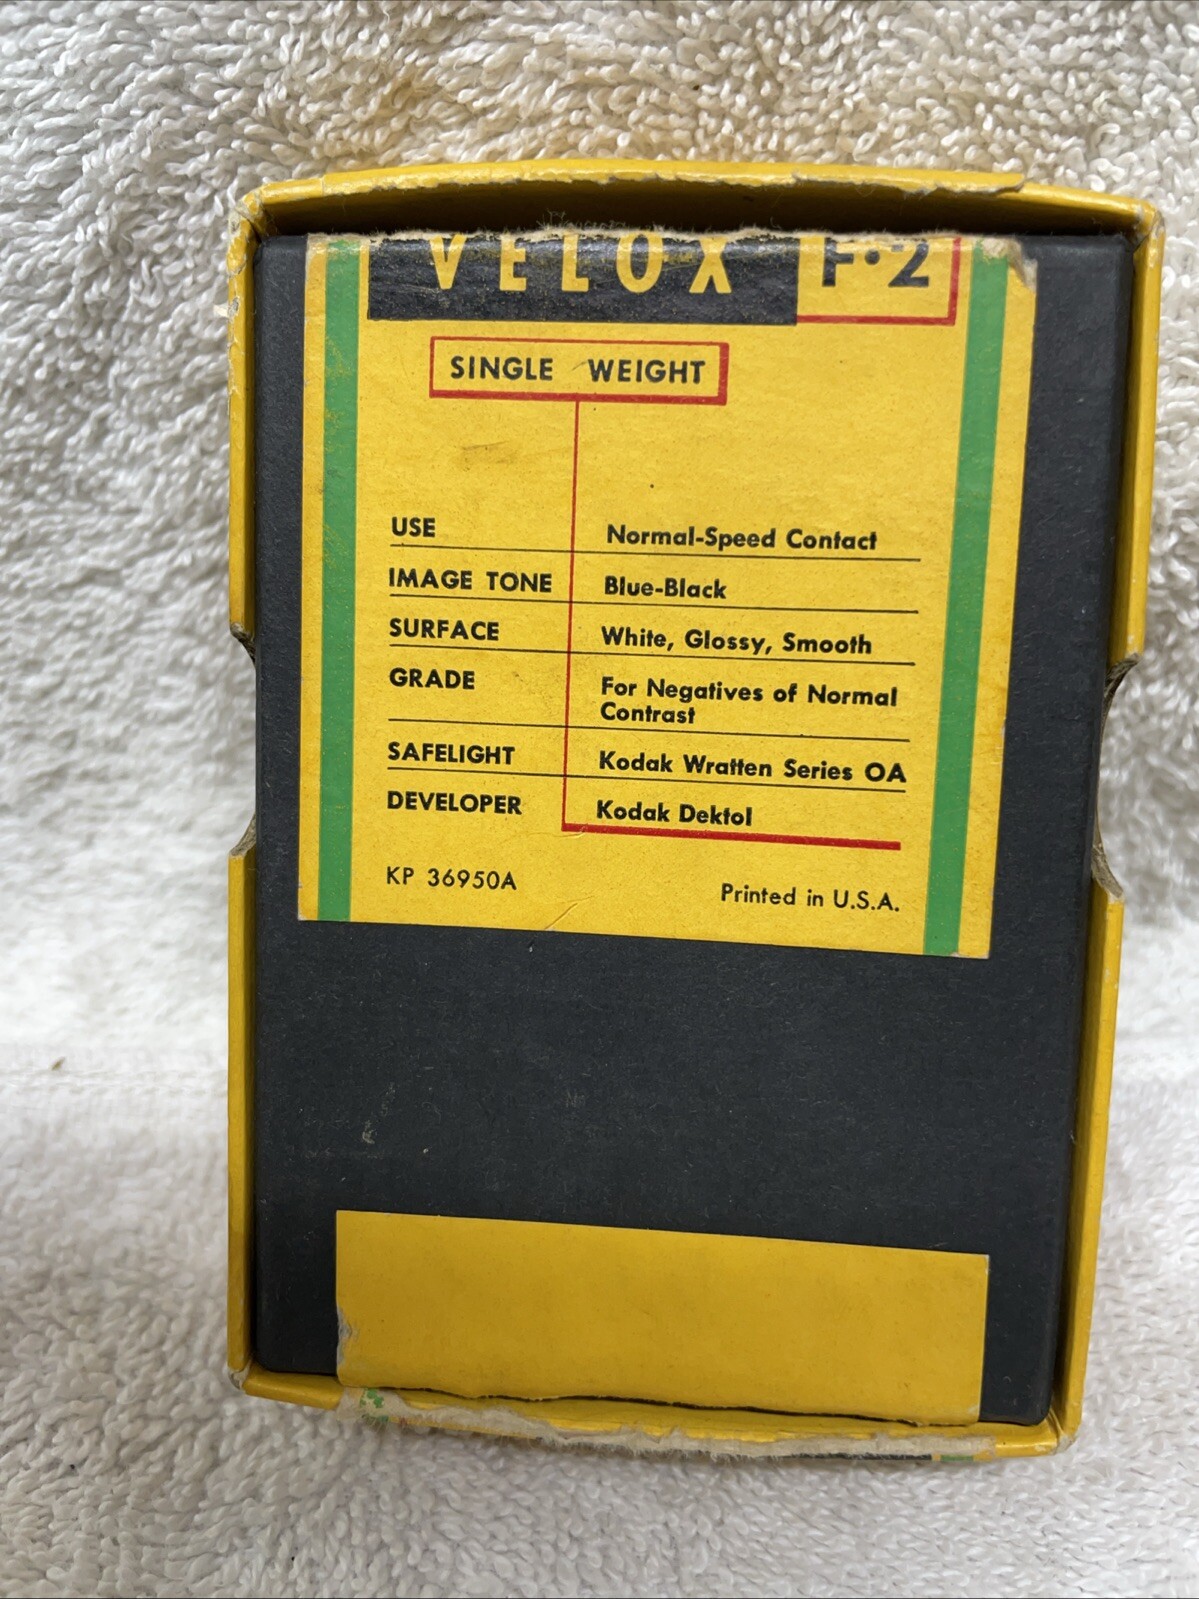 VELOX F·2
SINGLE WEIGHT
USE Normal-Speed Contact
IMAGE TONE Blue-Black
SURFACE White, Glossy, Smooth
GRADE For Negatives of Normal
Contrast
SAFELIGHT Kodak Wratten Series OA
DEVELOPER Kodak Dektol
KP 36950A Printed in U.S.A.